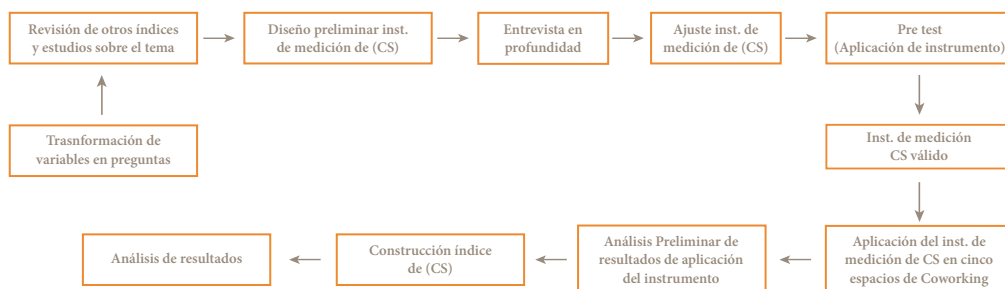 Revisión de otros índices
y estudios sobre el tema
Diseño preliminar inst.
de medición de (CS)
Entrevista en
profundidad
Ajuste inst. de
medición de (CS)
Pre test
(Aplicación de instrumento)
Trasnformación de
variables en preguntas
Inst. de medición
CS válido
Aplicación del inst. de
medición de CS en cinco
espacios de Coworking
Análisis Preliminar de
resultados de aplicación
del instrumento
Construcción índice
de (CS)
Análisis de resultados